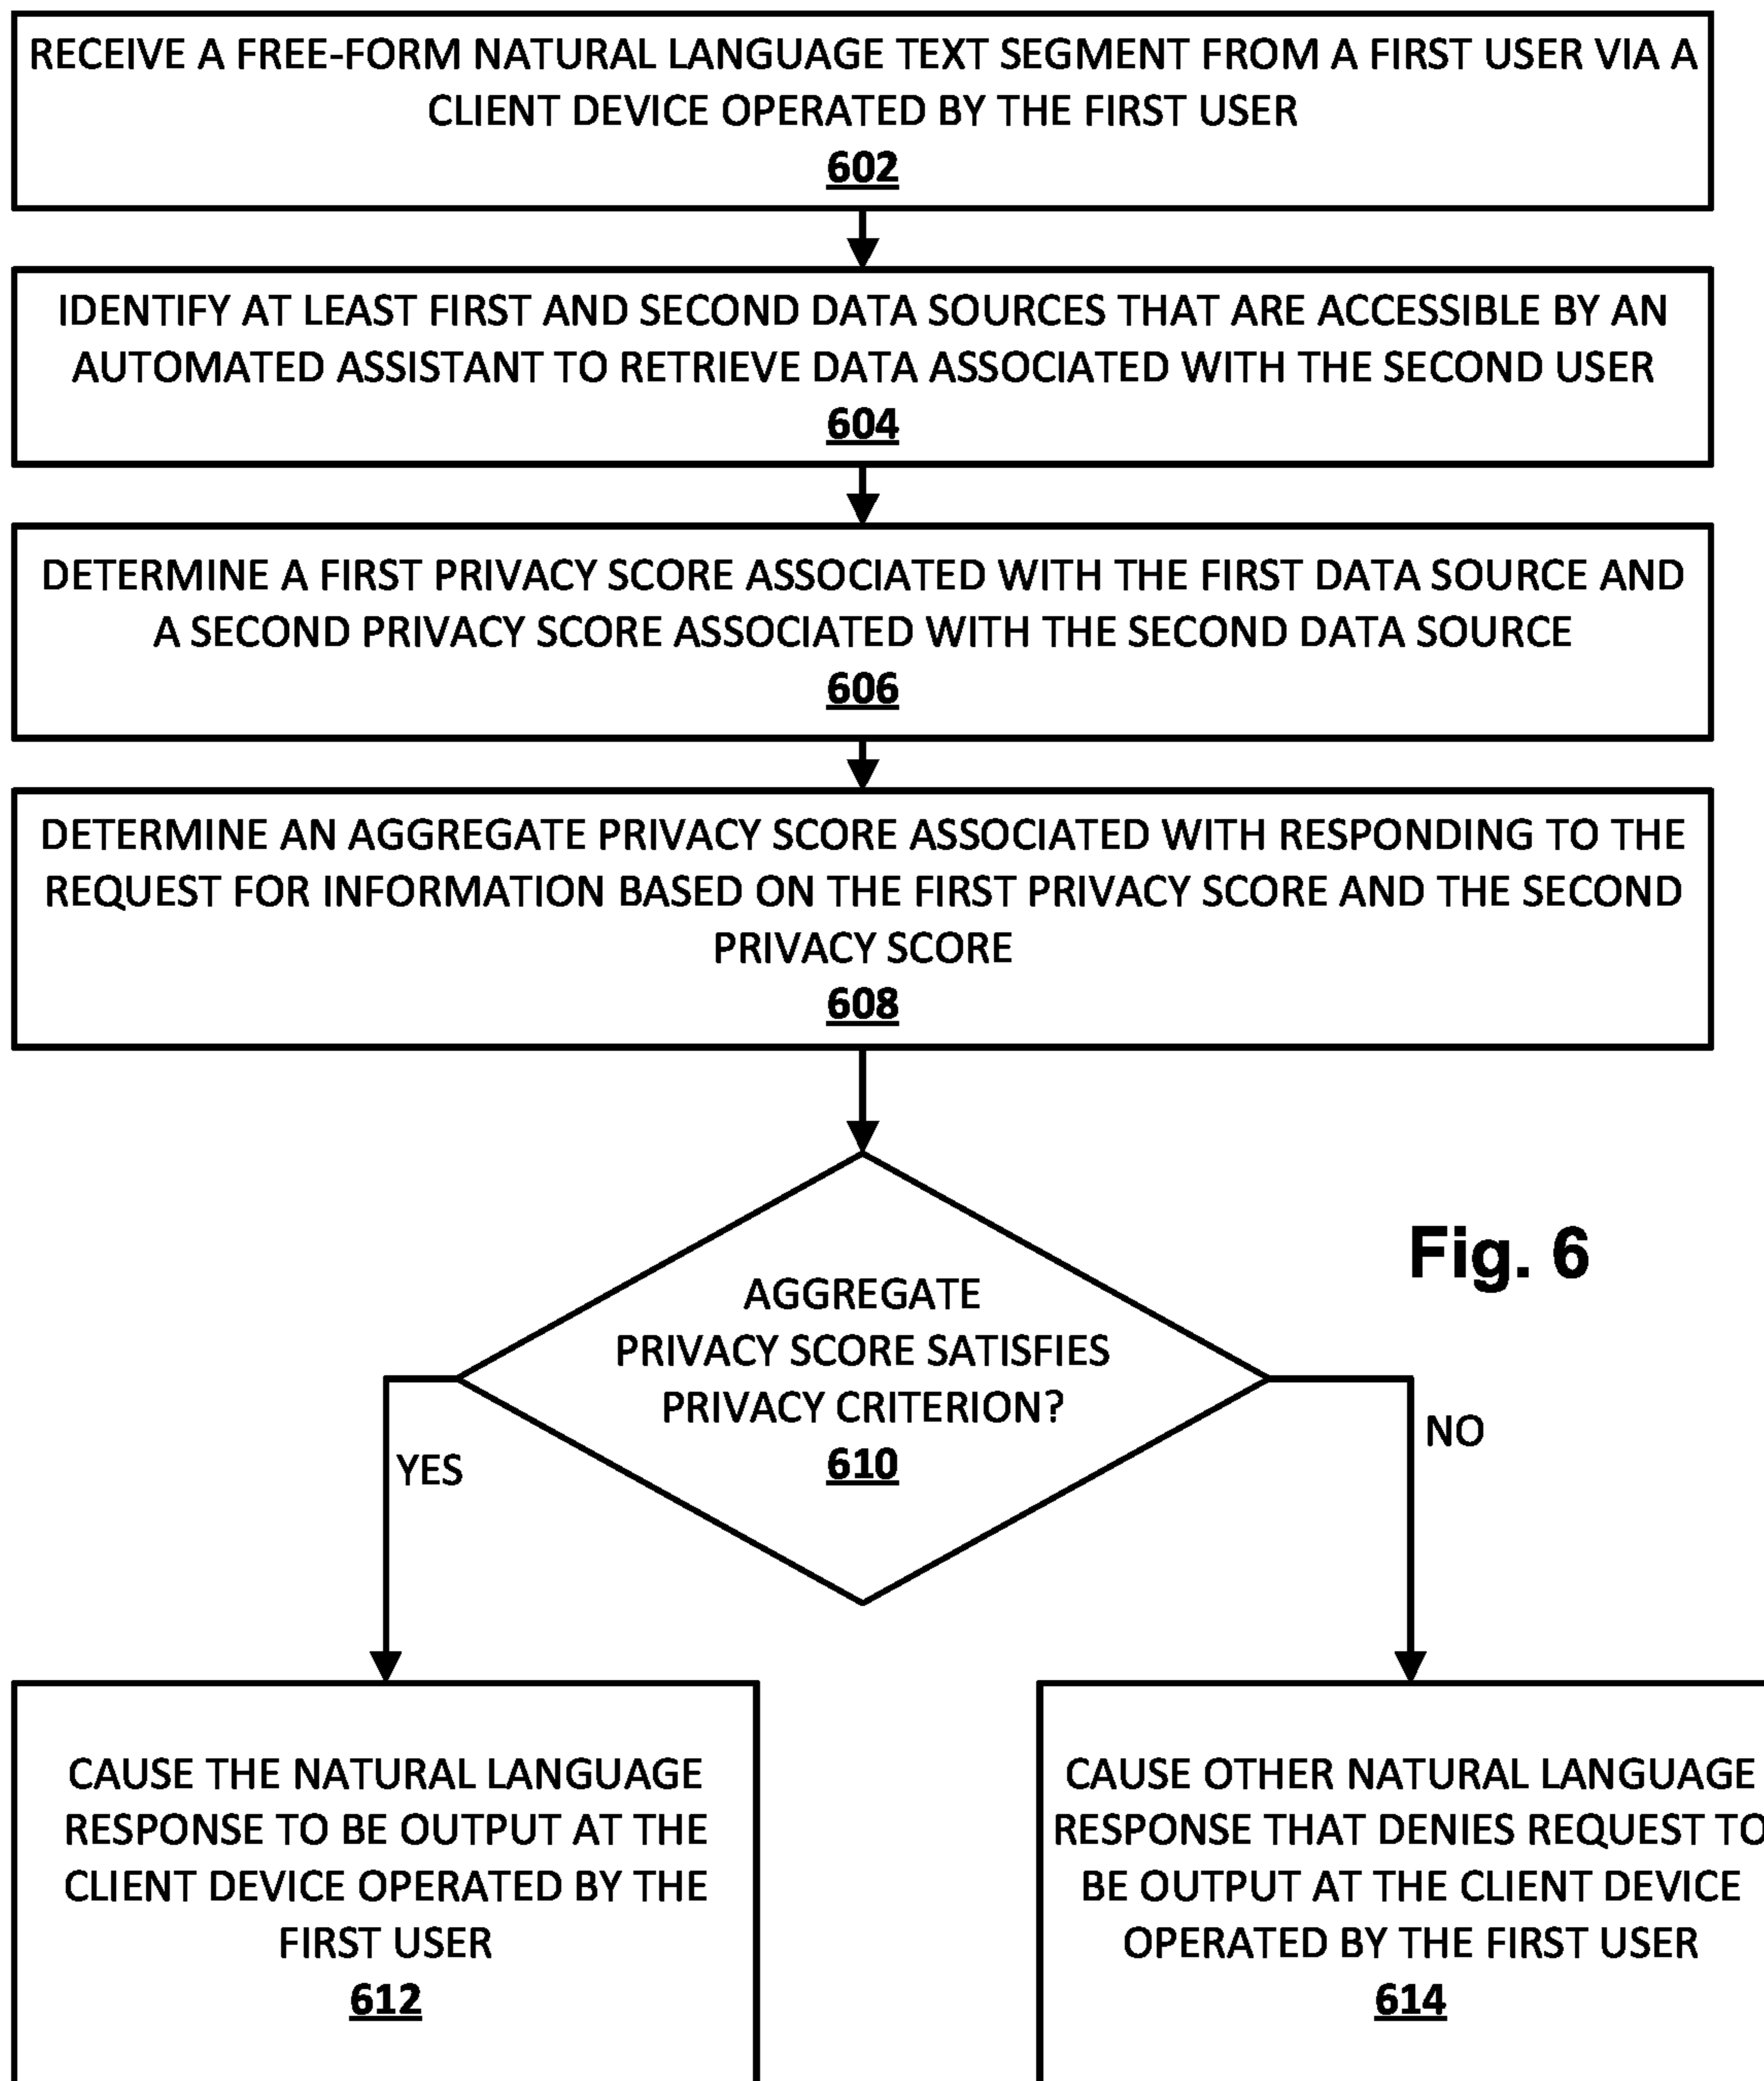 RECEIVE A FREE-FORM NATURAL LANGUAGE TEXT SEGMENT FROM A FIRST USER VIA A
CLIENT DEVICE OPERATED BY THE FIRST USER
602
IDENTIFY AT LEAST FIRST AND SECOND DATA SOURCES THAT ARE ACCESSIBLE BY AN
AUTOMATED ASSISTANT TO RETRIEVE DATA ASSOCIATED WITH THE SECOND USER
604
DETERMINE A FIRST PRIVACY SCORE ASSOCIATED WITH THE FIRST DATA SOURCE AND
A SECOND PRIVACY SCORE ASSOCIATED WITH THE SECOND DATA SOURCE
606
DETERMINE AN AGGREGATE PRIVACY SCORE ASSOCIATED WITH RESPONDING TO THE
REQUEST FOR INFORMATION BASED ON THE FIRST PRIVACY SCORE AND THE SECOND
PRIVACY SCORE
608
Fig. 6
AGGREGATE
PRIVACY SCORE SATISFIES
PRIVACY CRITERION?
610
YES
NO
CAUSE THE NATURAL LANGUAGE
RESPONSE TO BE OUTPUT AT THE
CLIENT DEVICE OPERATED BY THE
FIRST USER
612
CAUSE OTHER NATURAL LANGUAGE
RESPONSE THAT DENIES REQUEST TO
BE OUTPUT AT THE CLIENT DEVICE
OPERATED BY THE FIRST USER
614